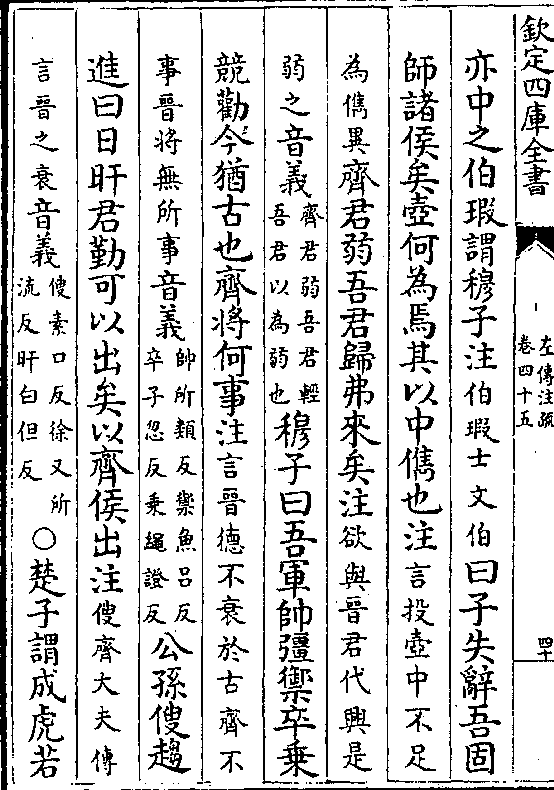 欽定四庫全書
左傳注疏
卷四十五
四十
亦中之伯瑕謂穆子注伯瑕士文伯曰子失辭吾固
師諸侯矣壺何為焉其以中儁也注言投壺中不足
為儁異齊君弱吾君歸弗來矣注欲與晉君代興是
弱之音義齊君弱吾君輕吾君以為弱也穆子曰吾軍帥彊禦卒乗
競勸今猶古也齊將何事注言晉德不衰於古齊不
事晉將無所事音義帥所類反禦魚吕反卒子忽反乗繩證反公孫傁趨
進曰日旰君勤可以出矣以齊侯出注傁齊大夫傳
言晉之衰音義傁素口反徐又所流反旰白但反○楚子謂成虎若